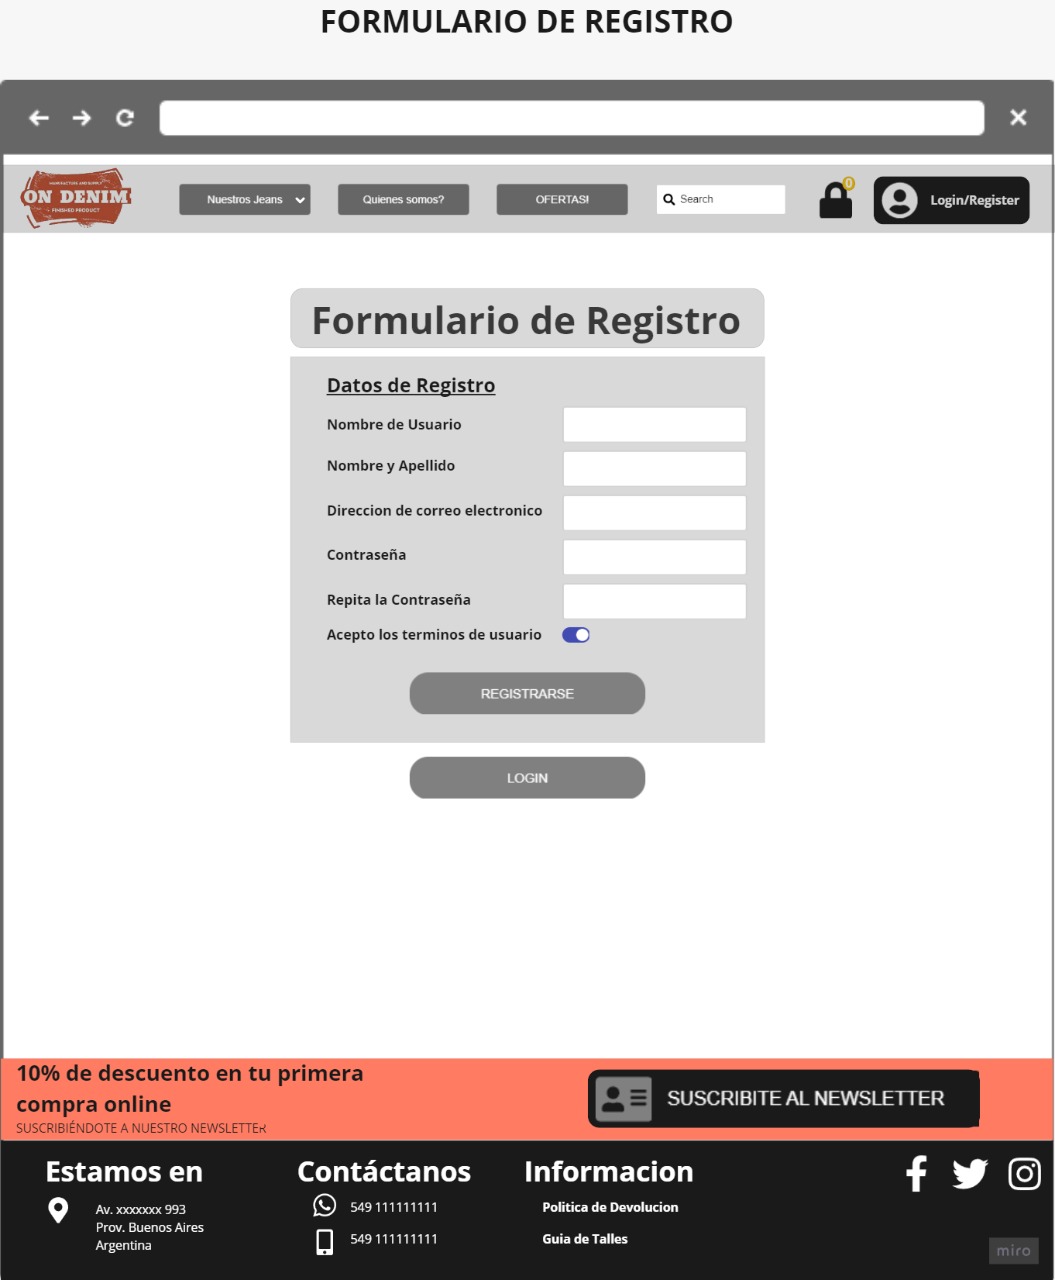 FORMULARIO DE REGISTRO
MANUFACTURE AND SUPPLY
ON DENIM
FINISHED PRODUCT
Nuestros Jeans
Quienes somos?
OFERTAS!
Search
0
Login/Register
Formulario de Registro
Datos de Registro
Nombre de Usuario
Nombre y Apellido
Direccion de correo electronico
Contraseña
Repita la Contraseña
Acepto los terminos de usuario
REGISTRARSE
LOGIN
10% de descuento en tu primera
compra online
SUSCRIBIÉNDOTE A NUESTRO NEWSLETTER
SUSCRIBITE AL NEWSLETTER
Estamos en
Av. xxxxxxx 993
Prov. Buenos Aires
Argentina
Contáctanos
549 111111111
549 111111111
Informacion
Politica de Devolucion
Guia de Talles
miro